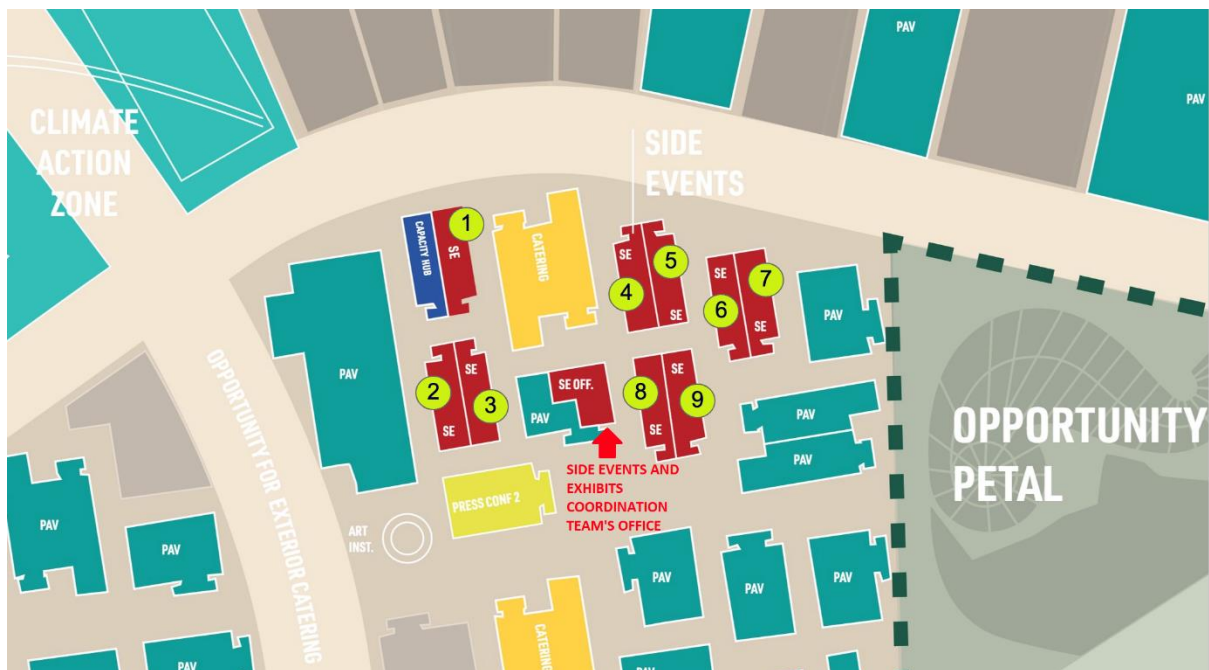 PAV
PAV
CLIMATE
ACTION
ZONE
SIDE
EVENTS
1
CAPACITY HUB
SE
CATERING
SE
5
4
SE
SE
7
6
SE
PAV
PAV
OPPORTUNITY FOR EXTERIOR CATERING
2
SE
3
SE
SE OFF.
PAV
8
SE
SE
9
PAV
PAV
OPPORTUNITY
PETAL
SIDE EVENTS AND
EXHIBITS
COORDINATION
TEAM'S OFFICE
PRESS CONF 2
ART
INST.
PAV
PAV
PAV
PAV
PAV
CATERING
PAV
PAV